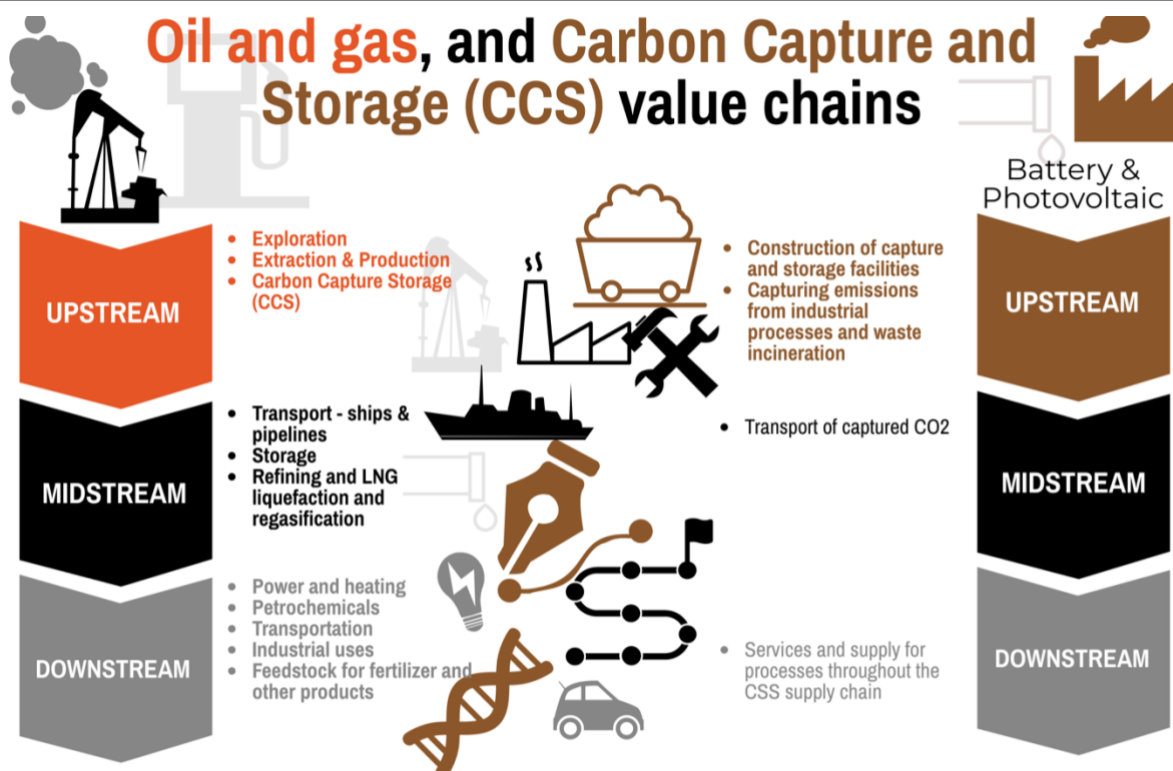 Oil and gas, and Carbon Capture and
Storage (CCS) value chains
UPSTREAM
• Exploration
• Extraction & Production
• Carbon Capture Storage
(CCS)
MIDSTREAM
• Transport - ships &
pipelines
• Storage
• Refining and LNG
liquefaction and
regasification
DOWNSTREAM
• Power and heating
• Petrochemicals
• Transportation
• Industrial uses
• Feedstock for fertilizer and
other products
Battery &
Photovoltaic
• Construction of capture
and storage facilities
• Capturing emissions
from industrial
processes and waste
incineration
UPSTREAM
• Transport of captured CO2
MIDSTREAM
• Services and supply for
processes throughout the
CSS supply chain
DOWNSTREAM